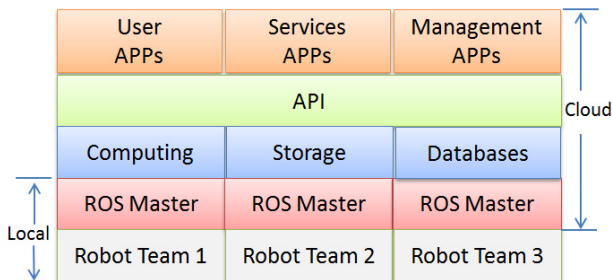 User APPs
Services APPs
Management APPs
API
Cloud
Computing
Storage
Databases
ROS Master
ROS Master
ROS Master
Local
Robot Team 1
Robot Team 2
Robot Team 3